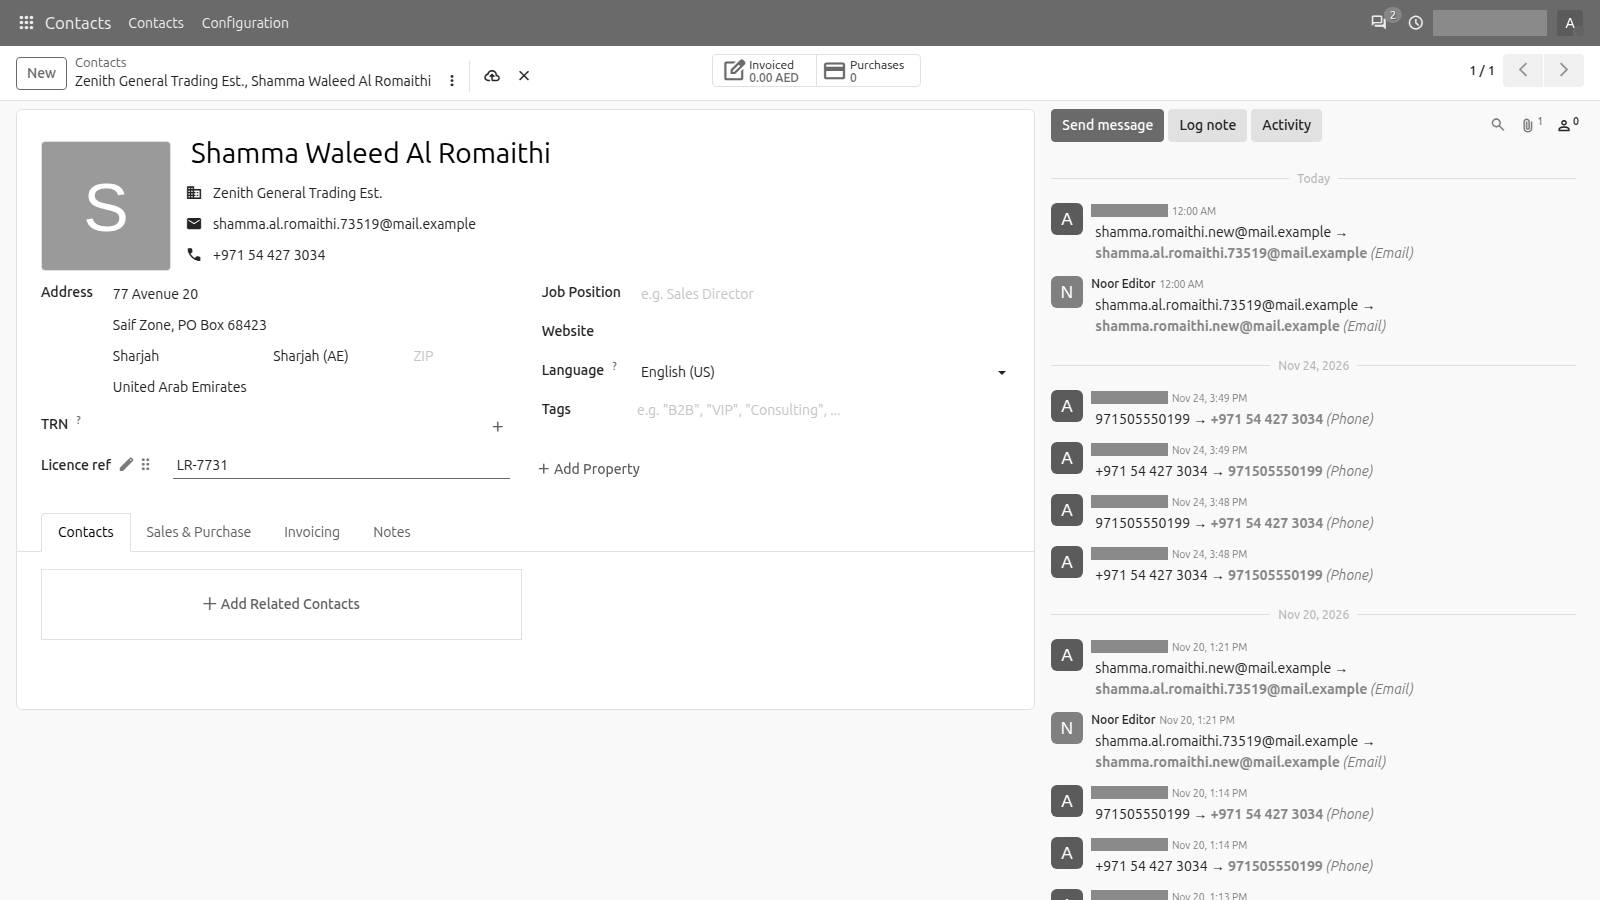 Contacts Contacts Configuration 2 A
New Contacts Invoiced 0.00 AED Purchases 0 1 / 1
Zenith General Trading Est., Shamma Waleed Al Romaithi
S
Shamma Waleed Al Romaithi
Zenith General Trading Est.
shamma.al.romaithi.73519@mail.example
+971 54 427 3034
Address 77 Avenue 20
Saif Zone, PO Box 68423
Sharjah Sharjah (AE) ZIP
United Arab Emirates
TRN ? +
Licence ref LR-7731
Job Position e.g. Sales Director
Website
Language ? English (US)
Tags e.g. "B2B", "VIP", "Consulting", ...
+ Add Property
Contacts Sales & Purchase Invoicing Notes
+ Add Related Contacts
Send message Log note Activity 1 0
Today
A 12:00 AM
shamma.romaithi.new@mail.example →
shamma.al.romaithi.73519@mail.example (Email)
N Noor Editor 12:00 AM
shamma.al.romaithi.73519@mail.example →
shamma.romaithi.new@mail.example (Email)
Nov 24, 2026
A Nov 24, 3:49 PM
971505550199 → +971 54 427 3034 (Phone)
A Nov 24, 3:49 PM
+971 54 427 3034 → 971505550199 (Phone)
A Nov 24, 3:48 PM
971505550199 → +971 54 427 3034 (Phone)
A Nov 24, 3:48 PM
+971 54 427 3034 → 971505550199 (Phone)
Nov 20, 2026
A Nov 20, 1:21 PM
shamma.romaithi.new@mail.example →
shamma.al.romaithi.73519@mail.example (Email)
N Noor Editor Nov 20, 1:21 PM
shamma.al.romaithi.73519@mail.example →
shamma.romaithi.new@mail.example (Email)
A Nov 20, 1:14 PM
971505550199 → +971 54 427 3034 (Phone)
A Nov 20, 1:14 PM
+971 54 427 3034 → 971505550199 (Phone)
Nov 20, 1:13 PM